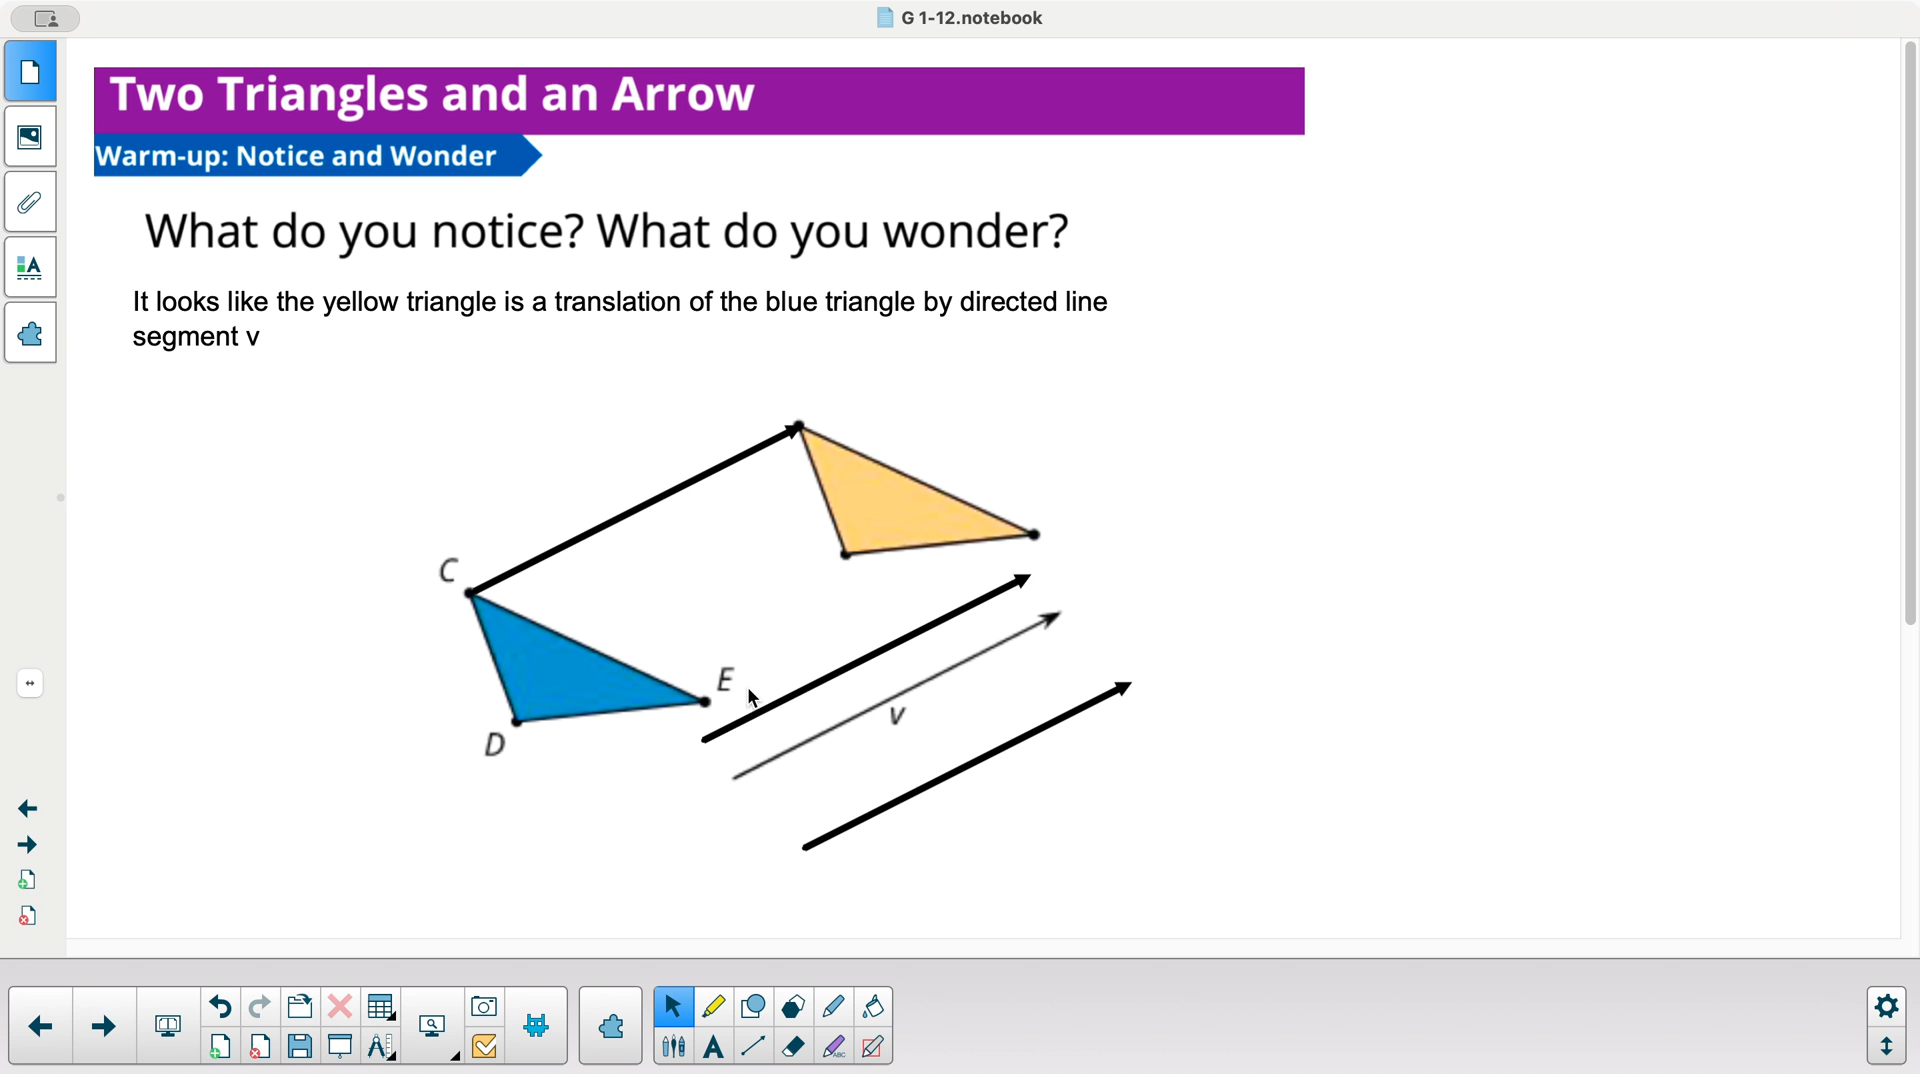 G 1-12.notebook
Two Triangles and an Arrow
Warm-up: Notice and Wonder
What do you notice? What do you wonder?
It looks like the yellow triangle is a translation of the blue triangle by directed line
segment v
C
E
v
D